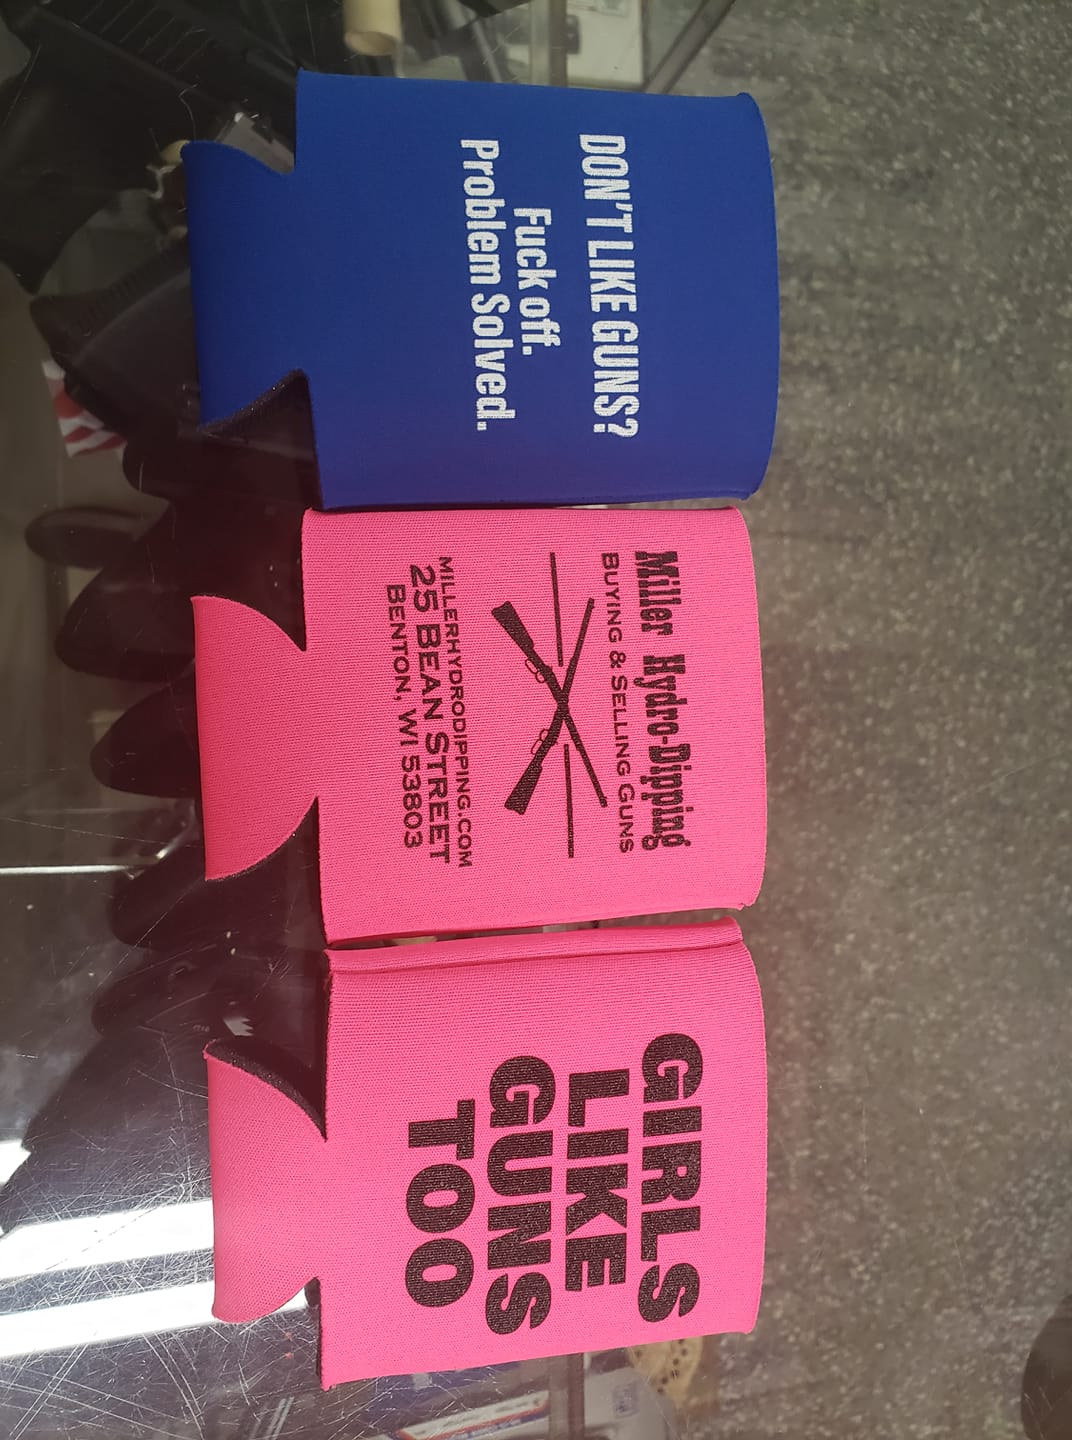 DON'T LIKE GUNS?
Fuck off.
Problem Solved.
Miller Hydro-Dipping
BUYING & SELLING GUNS
MILLERHYDRODIPPING.COM
25 BEAN STREET
BENTON, WI 53803
GIRLS
LIKE
GUNS
TOO